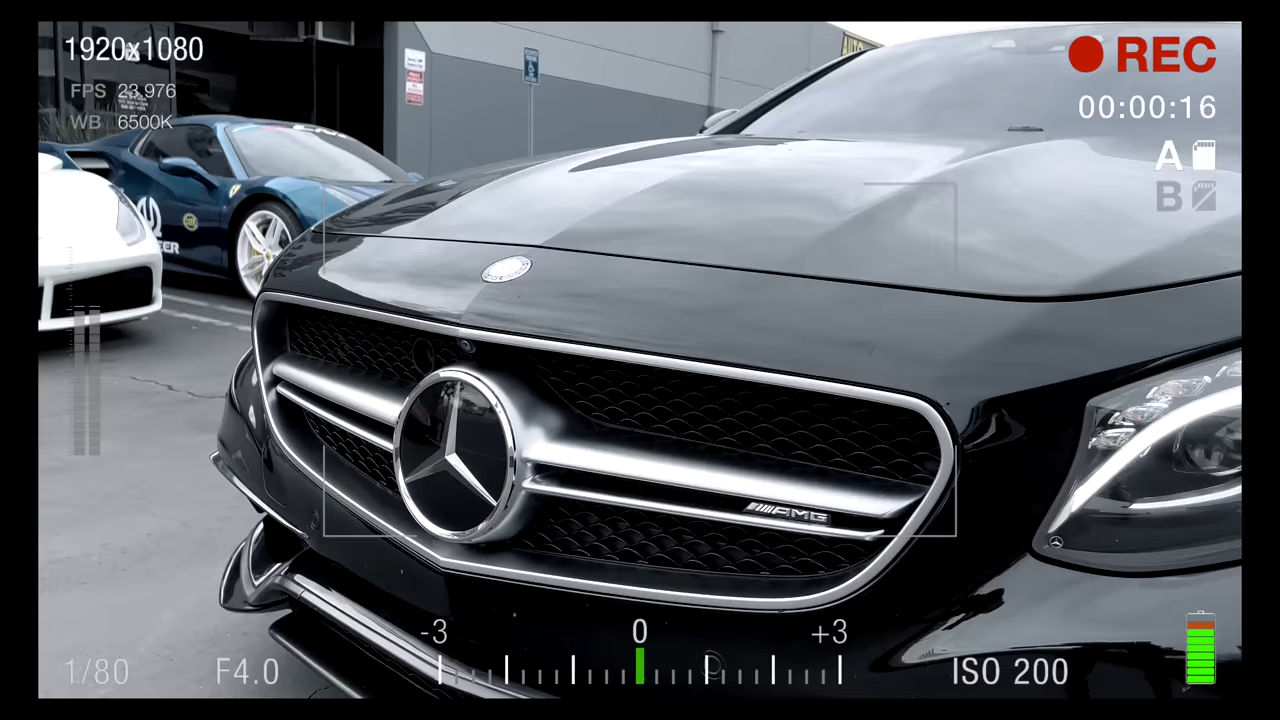 1920x1080
FPS 23.976
WB 6500K
REC
00:00:16
A
B
AMG
-3 0 +3
1/80
F4.0
ISO 200